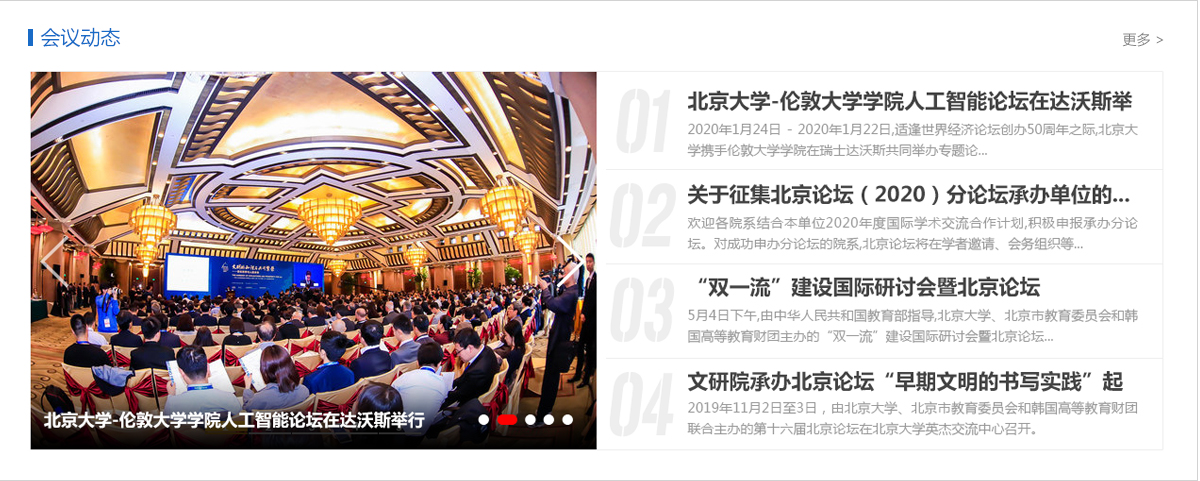 会议动态
更多 >
北京大学-伦敦大学学院人工智能论坛在达沃斯举行
01
北京大学-伦敦大学学院人工智能论坛在达沃斯举
2020年1月24日 - 2020年1月22日,适逢世界经济论坛创办50周年之际,北京大
学携手伦敦大学学院在瑞士达沃斯共同举办专题论...
02
关于征集北京论坛（2020）分论坛承办单位的...
欢迎各院系结合本单位2020年度国际学术交流合作计划,积极申报承办分论
坛。对成功申办分论坛的院系,北京论坛将在学者邀请、会务组织等...
03
“双一流”建设国际研讨会暨北京论坛
5月4日下午,由中华人民共和国教育部指导,北京大学、北京市教育委员会和韩
国高等教育财团主办的“双一流”建设国际研讨会暨北京论坛...
04
文研院承办北京论坛“早期文明的书写实践”起
2019年11月2日至3日，由北京大学、北京市教育委员会和韩国高等教育财团
联合主办的第十六届北京论坛在北京大学英杰交流中心召开。